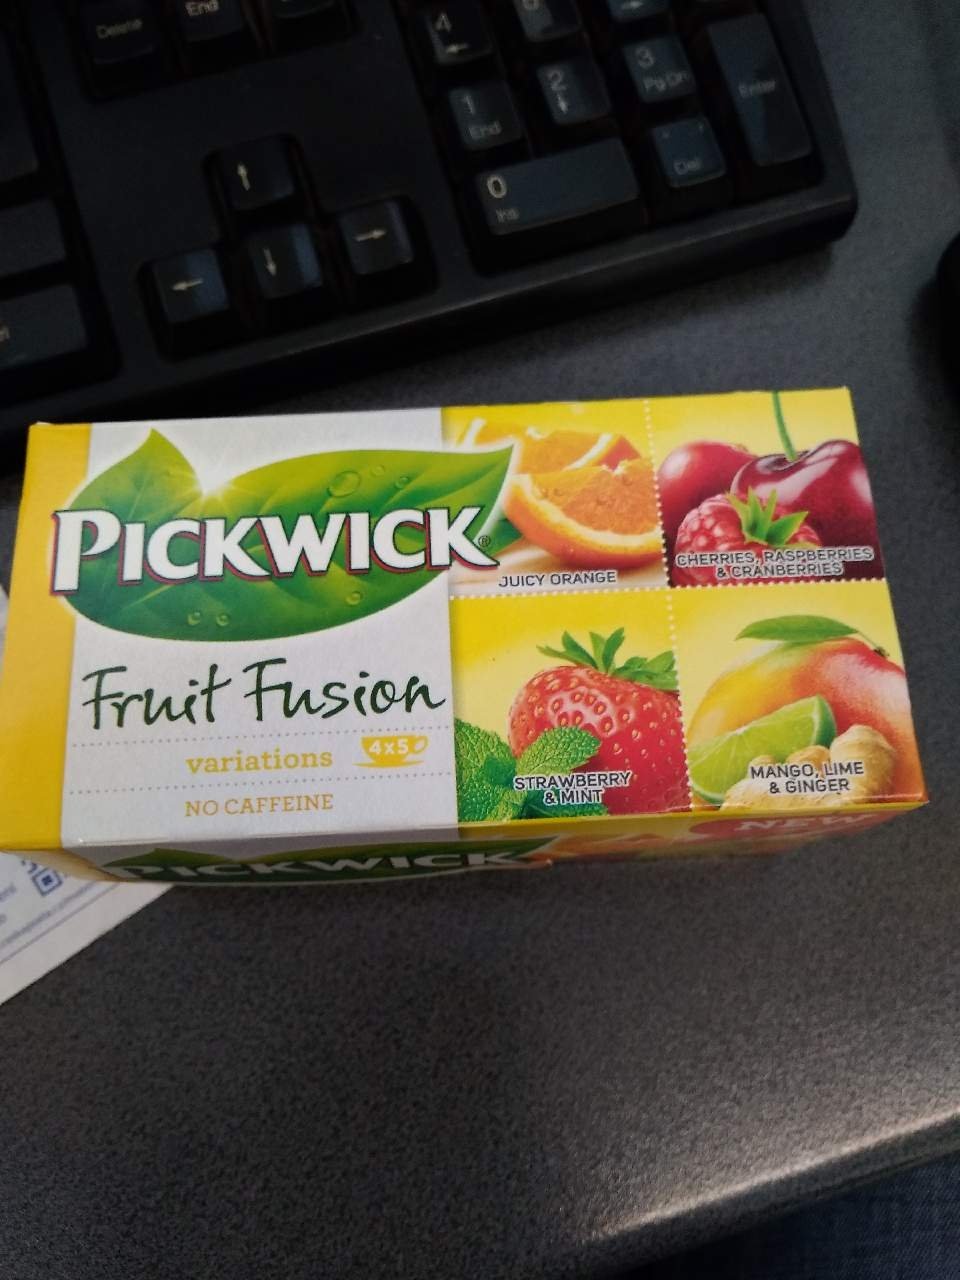 Delete
End
4
1
End
2
3
Pg Dn
Enter
0
Ins
Del
PICKWICK®
Fruit Fusion
variations 4x5
NO CAFFEINE
JUICY ORANGE
CHERRIES, RASPBERRIES
& CRANBERRIES
STRAWBERRY
& MINT
MANGO, LIME
& GINGER
PICKWICK
NEW